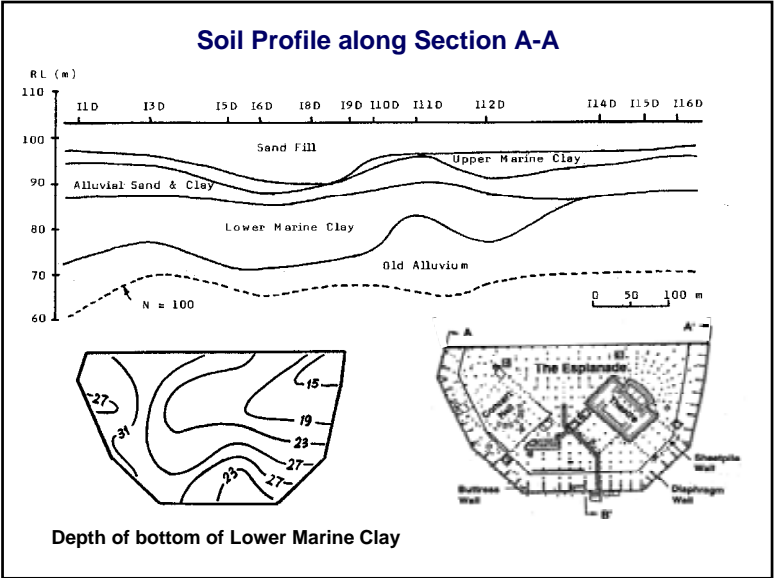 Soil Profile along Section A-A
RL (m)
I1D I3D I5D I6D I8D I9D I10D I11D I12D I14D I15D I16D
110
100
90
80
70
60
Sand Fill
Upper Marine Clay
Alluvial Sand & Clay
Lower Marine Clay
Old Alluvium
N = 100
0 50 100 m
27
31
15
19
23
27
23
27
A
A'
B
The Esplanade
Theatre
Sheetpile
Wall
Buttress
Wall
Diaphragm
Wall
B'
Depth of bottom of Lower Marine Clay